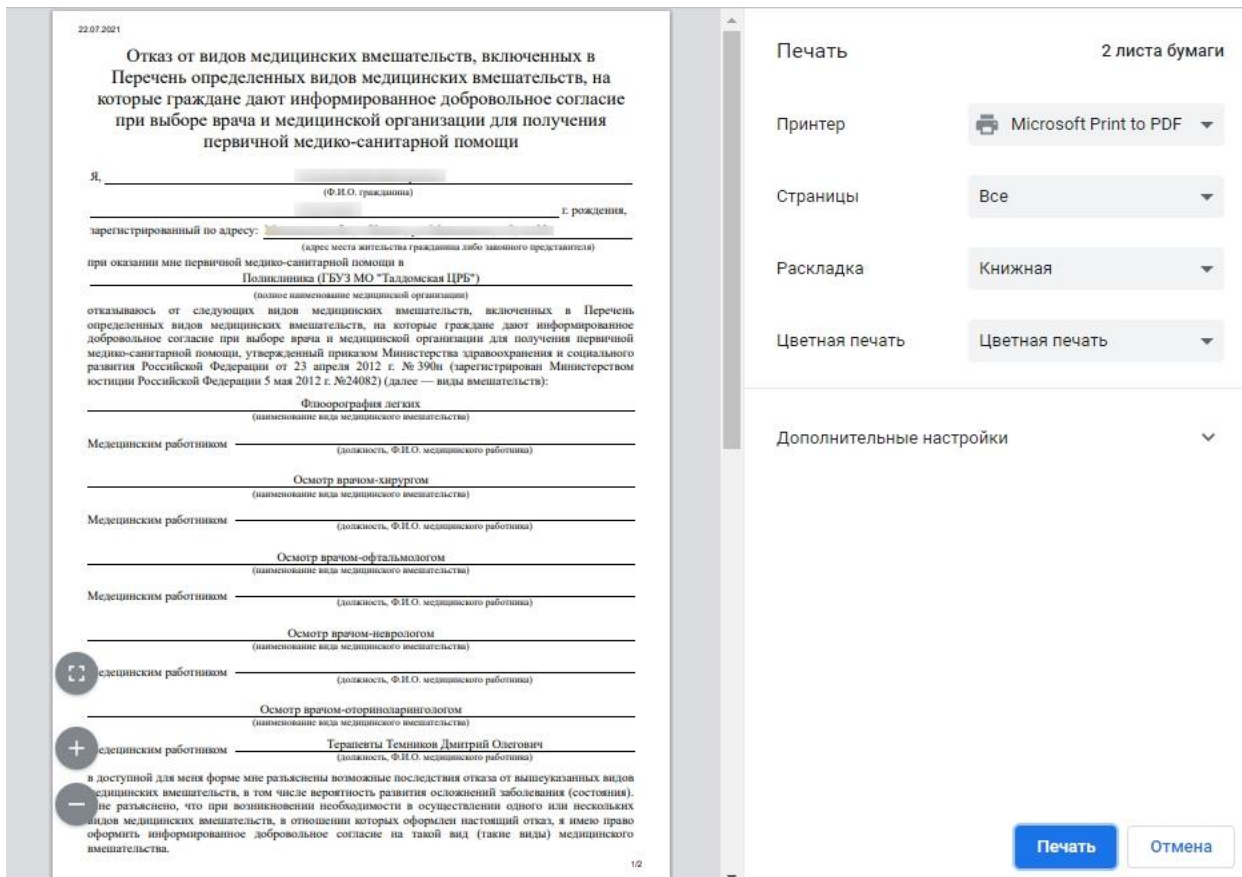 22.07.2021
Отказ от видов медицинских вмешательств, включенных в
Перечень определенных видов медицинских вмешательств, на
которые граждане дают информированное добровольное согласие
при выборе врача и медицинской организации для получения
первичной медико-санитарной помощи
Я,
(Ф.И.О. гражданина)
г. рождения,
зарегистрированный по адресу:
(адрес места жительства гражданина либо законного представителя)
при оказании мне первичной медико-санитарной помощи в
Поликлиника (ГБУЗ МО "Талдомская ЦРБ")
(полное наименование медицинской организации)
отказываюсь от следующих видов медицинских вмешательств, включенных в Перечень
определенных видов медицинских вмешательств, на которые граждане дают информированное
добровольное согласие при выборе врача и медицинской организации для получения первичной
медико-санитарной помощи, утвержденный приказом Министерства здравоохранения и социального
развития Российской Федерации от 23 апреля 2012 г. № 390н (зарегистрирован Министерством
юстиции Российской Федерации 5 мая 2012 г. №24082) (далее — виды вмешательств):
Флюорография легких
(наименование вида медицинского вмешательства)
Медецинским работником
(должность, Ф.И.О. медицинского работника)
Осмотр врачом-хирургом
(наименование вида медицинского вмешательства)
Медецинским работником
(должность, Ф.И.О. медицинского работника)
Осмотр врачом-офтальмологом
(наименование вида медицинского вмешательства)
Медецинским работником
(должность, Ф.И.О. медицинского работника)
Осмотр врачом-неврологом
(наименование вида медицинского вмешательства)
едецинским работником
(должность, Ф.И.О. медицинского работника)
Осмотр врачом-оториноларингологом
(наименование вида медицинского вмешательства)
едецинским работником Терапевты Темников Дмитрий Олегович
(должность, Ф.И.О. медицинского работника)
в доступной для меня форме мне разъяснены возможные последствия отказа от вышеуказанных видов
едицинских вмешательств, в том числе вероятность развития осложнений заболевания (состояния).
не разъяснено, что при возникновении необходимости в осуществлении одного или нескольких
видов медицинских вмешательств, в отношении которых оформлен настоящий отказ, я имею право
оформить информированное добровольное согласие на такой вид (такие виды) медицинского
вмешательства.
1/2
Печать 2 листа бумаги
Принтер Microsoft Print to PDF
Страницы Все
Раскладка Книжная
Цветная печать Цветная печать
Дополнительные настройки
Печать Отмена